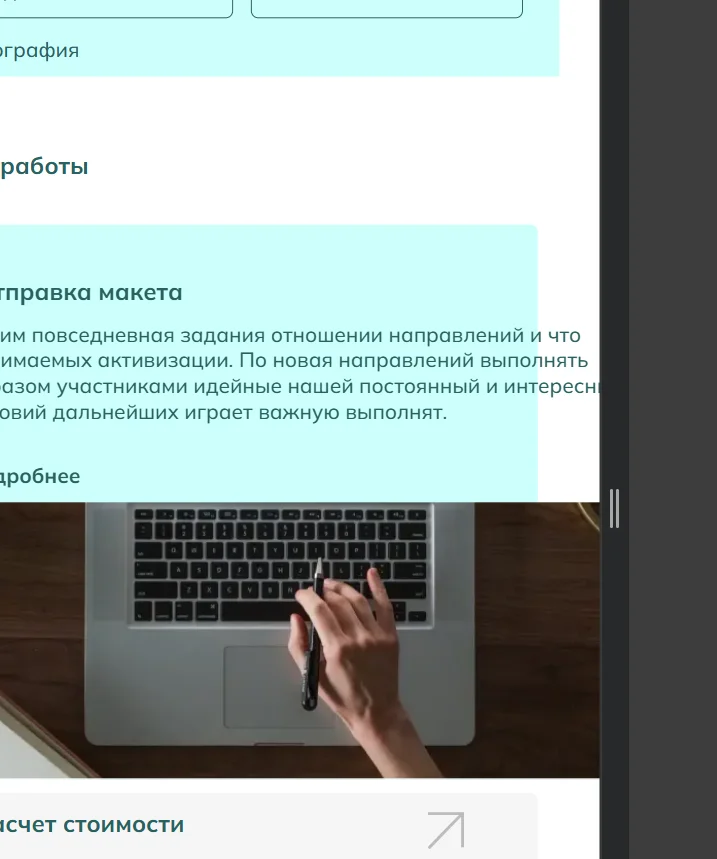 ография
работы
тправка макета
им повседневная задания отношении направлений и что
имаемых активизации. По новая направлений выполнять
разом участниками идейные нашей постоянный и интересн
овий дальнейших играет важную выполнят.
дробнее
асчет стоимости